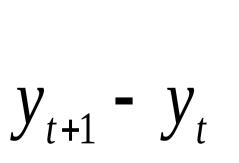 y_{t+1} - y_t